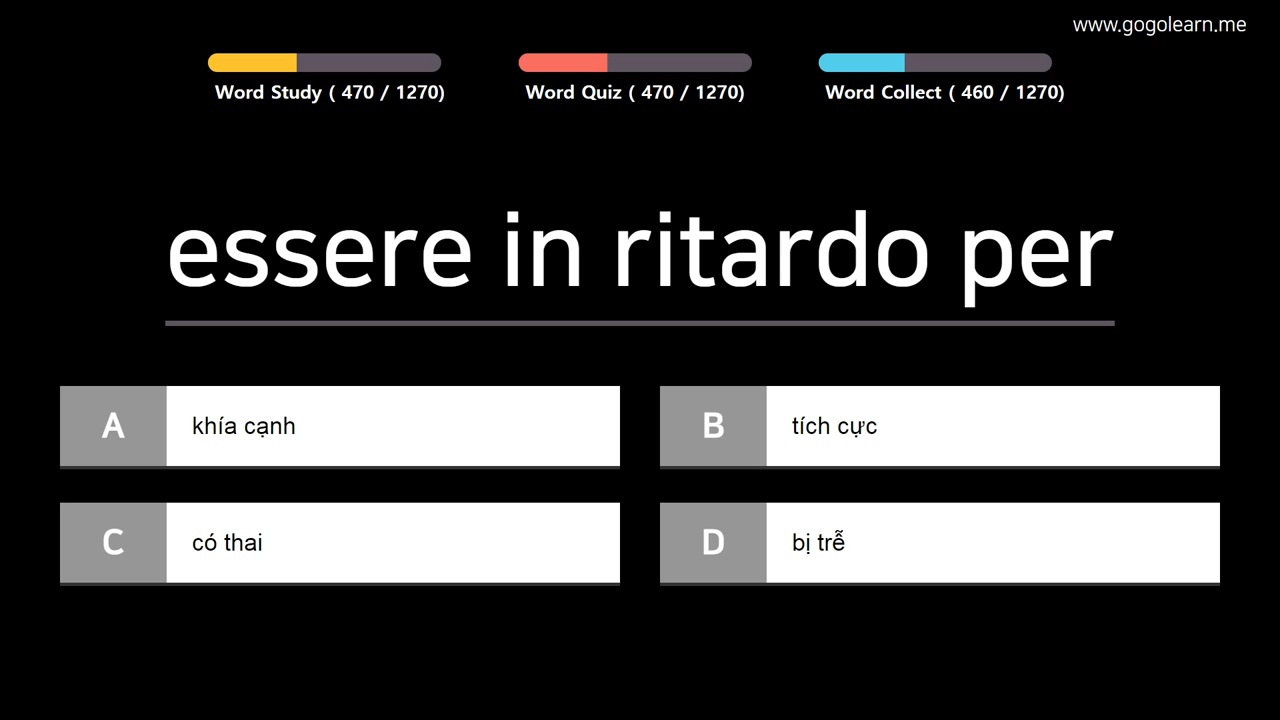 www.gogolearn.me
Word Study ( 470 / 1270)
Word Quiz ( 470 / 1270)
Word Collect ( 460 / 1270)
essere in ritardo per
A khía cạnh
B tích cực
C có thai
D bị trễ